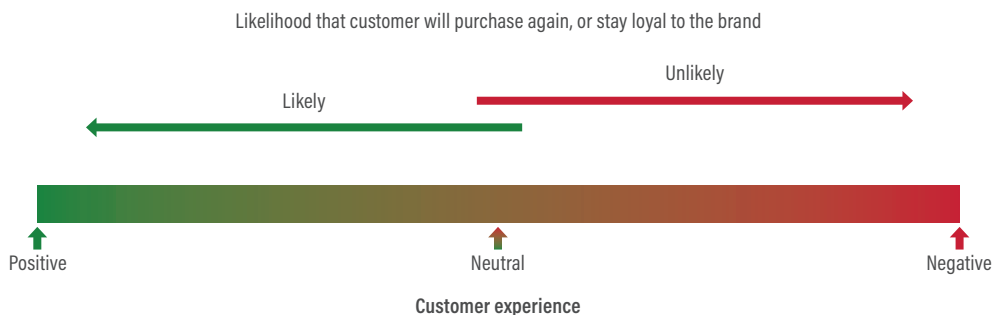 Likelihood that customer will purchase again, or stay loyal to the brand
Unlikely
Likely
Positive
Neutral
Negative
Customer experience